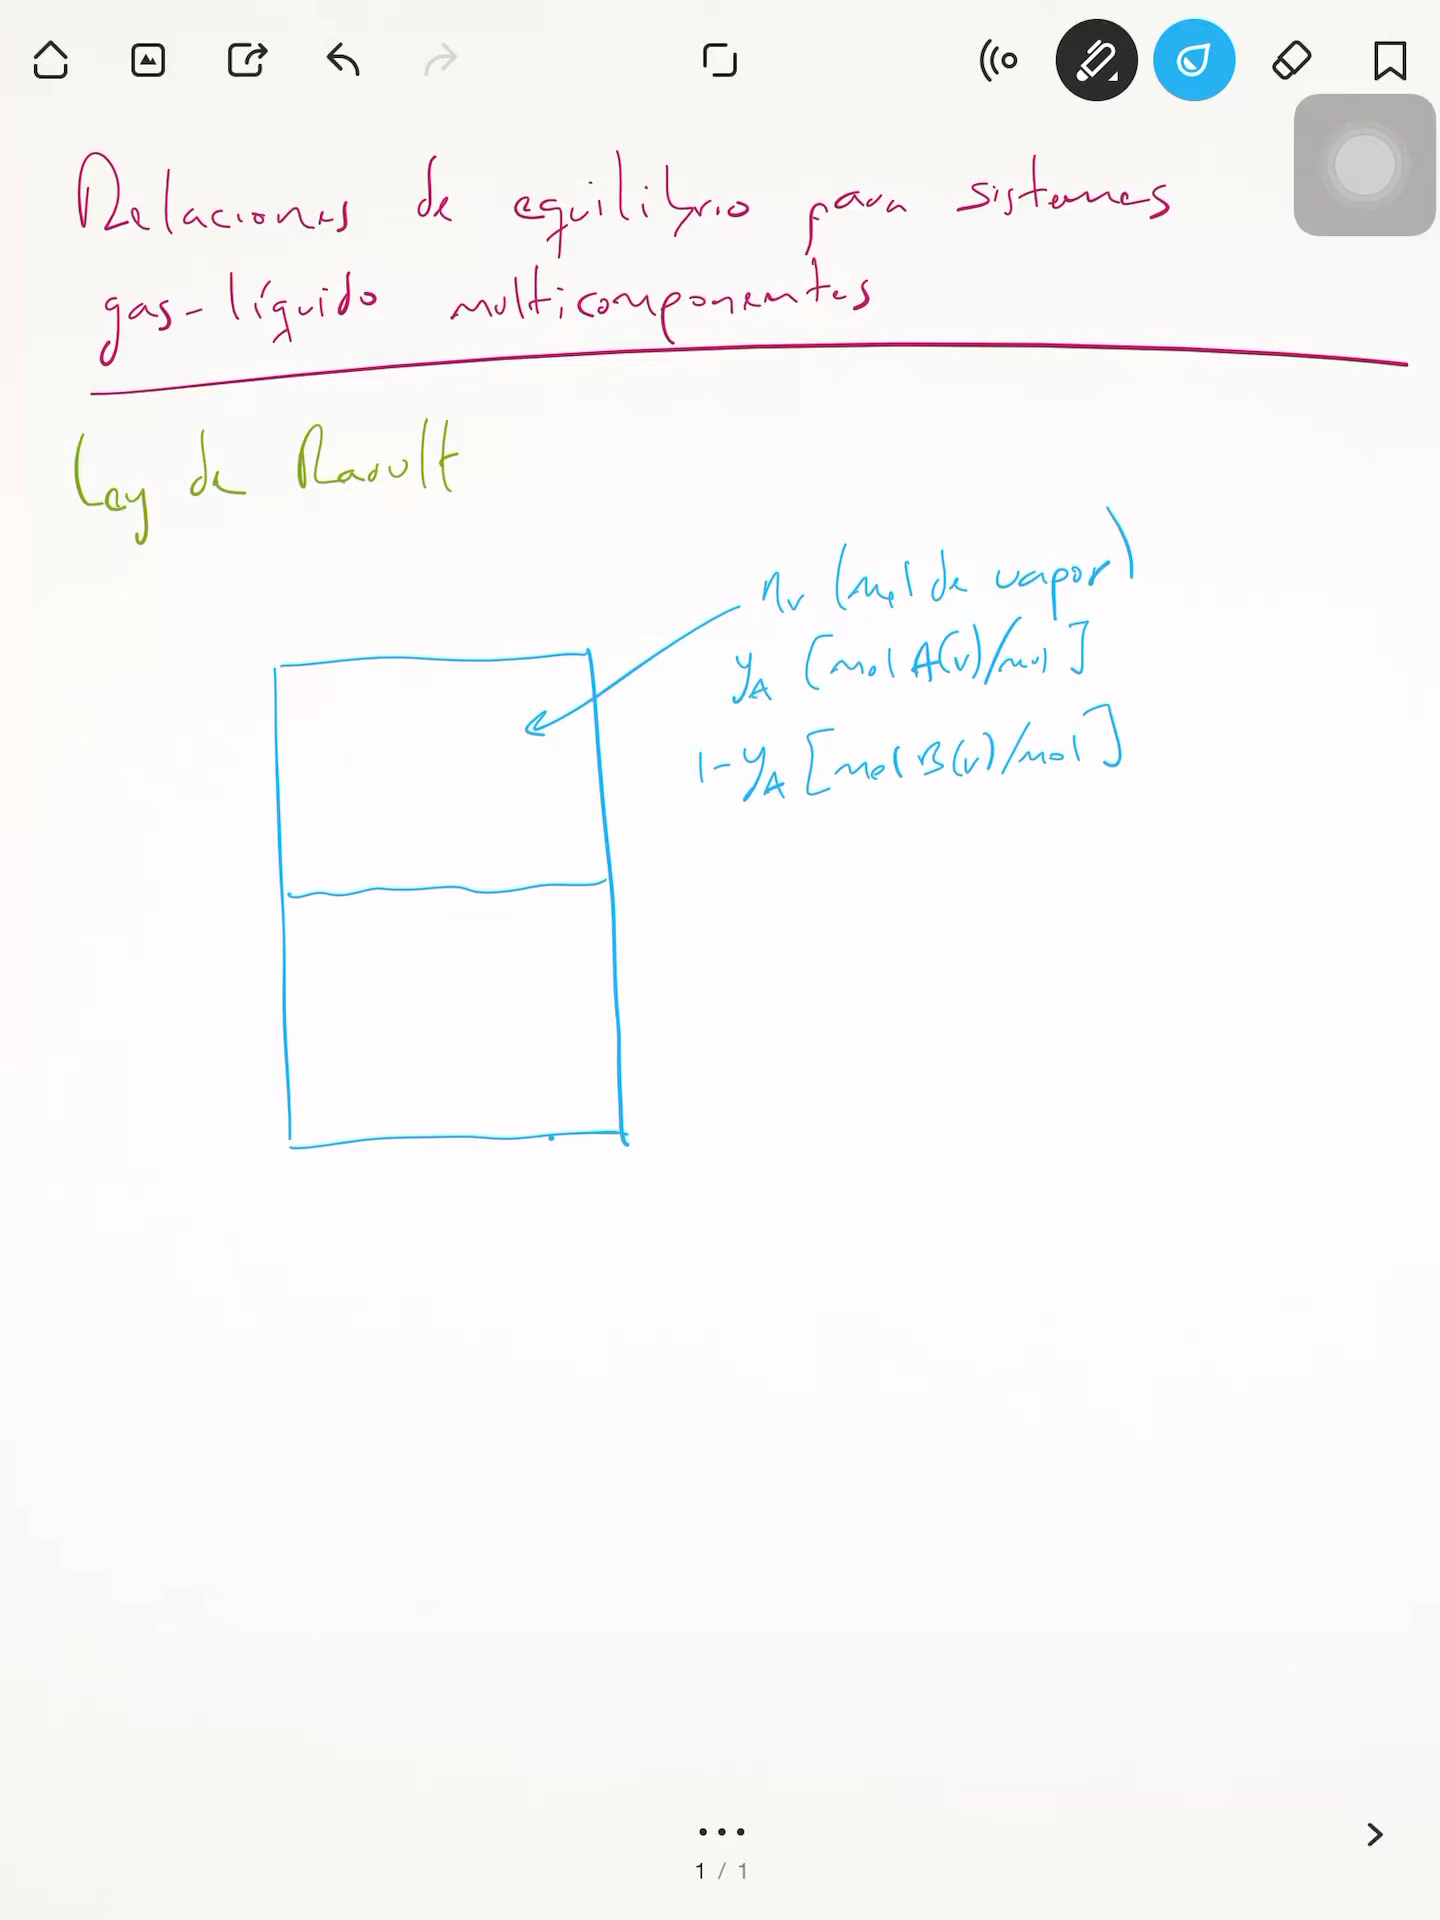 Relaciones de equilibrio para sistemas
gas-líquido multicomponentes
Ley de Raoult
nv (mol de vapor)
yA [mol A(v)/mol]
1-yA [mol B(v)/mol]
1 / 1